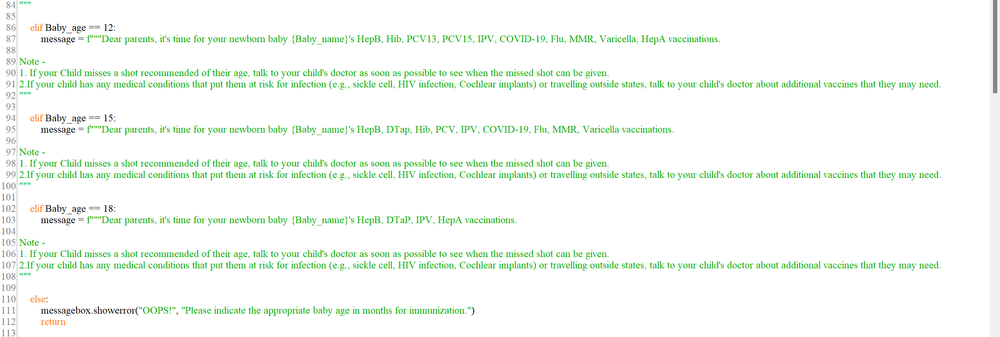 84 """
85
86 elif Baby_age == 12:
87 message = f"""Dear parents, it's time for your newborn baby {Baby_name}'s HepB, Hib, PCV13, PCV15, IPV, COVID-19, Flu, MMR, Varicella, HepA vaccinations.
88
89 Note -
90 1. If your Child misses a shot recommended of their age, talk to your child's doctor as soon as possible to see when the missed shot can be given.
91 2.If your child has any medical conditions that put them at risk for infection (e.g., sickle cell, HIV infection, Cochlear implants) or travelling outside states, talk to your child's doctor about additional vaccines that they may need.
92 """
93
94 elif Baby_age == 15:
95 message = f"""Dear parents, it's time for your newborn baby {Baby_name}'s HepB, DTap, Hib, PCV, IPV, COVID-19, Flu, MMR, Varicella vaccinations.
96
97 Note -
98 1. If your Child misses a shot recommended of their age, talk to your child's doctor as soon as possible to see when the missed shot can be given.
99 2.If your child has any medical conditions that put them at risk for infection (e.g., sickle cell, HIV infection, Cochlear implants) or travelling outside states, talk to your child's doctor about additional vaccines that they may need.
100 """
101
102 elif Baby_age == 18:
103 message = f"""Dear parents, it's time for your newborn baby {Baby_name}'s HepB, DTaP, IPV, HepA vaccinations.
104
105 Note -
106 1. If your Child misses a shot recommended of their age, talk to your child's doctor as soon as possible to see when the missed shot can be given.
107 2.If your child has any medical conditions that put them at risk for infection (e.g., sickle cell, HIV infection, Cochlear implants) or travelling outside states, talk to your child's doctor about additional vaccines that they may need.
108 """
109
110 else:
111 messagebox.showerror("OOPS!", "Please indicate the appropriate baby age in months for immunization.")
112 return
113